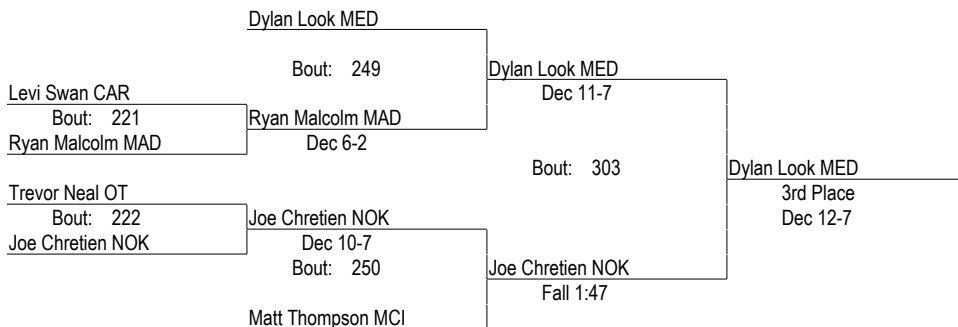 Dylan Look MED
Bout: 249
Dylan Look MED
Dec 11-7
Levi Swan CAR
Bout: 221
Ryan Malcolm MAD
Ryan Malcolm MAD
Dec 6-2
Bout: 303
Dylan Look MED
3rd Place
Dec 12-7
Trevor Neal OT
Bout: 222
Joe Chretien NOK
Joe Chretien NOK
Dec 10-7
Bout: 250
Joe Chretien NOK
Fall 1:47
Matt Thompson MCI